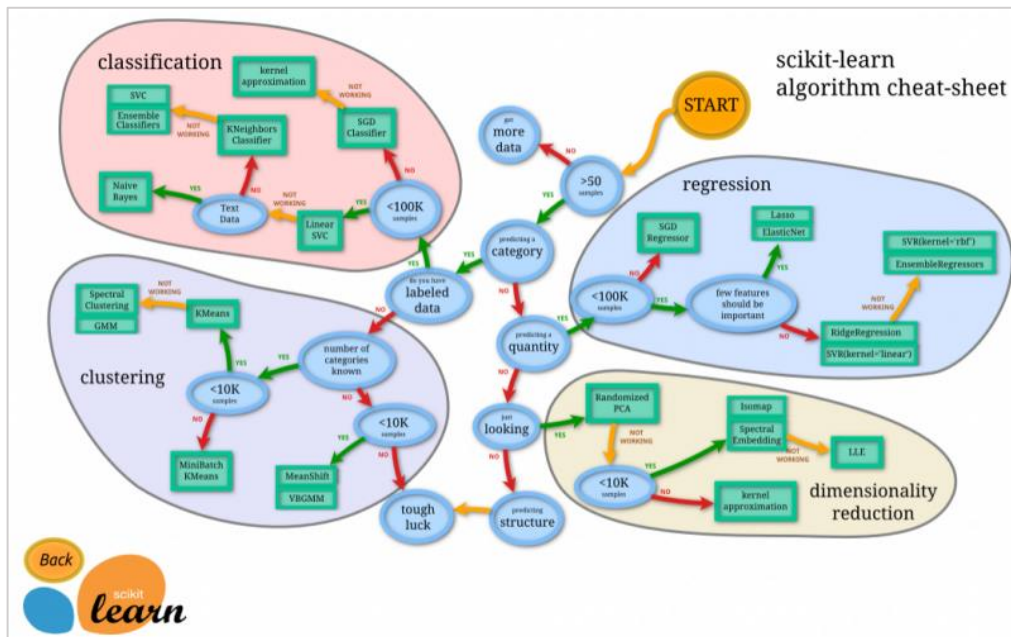 scikit-learn
algorithm cheat-sheet
START
classification
kernel
approximation
NOT
WORKING
SVC
Ensemble
Classifiers
NOT
WORKING
KNeighbors
Classifier
SGD
Classifier
NO
Naive
Bayes
YES
Text
Data
NO
NOT
WORKING
Linear
SVC
YES
<100K
samples
YES
get
more
data
NO
>50
samples
YES
predicting a
category
YES
do you have
labeled
data
NO
NO
predicting a
quantity
YES
NO
just
looking
YES
NO
predicting
structure
tough
luck
regression
SGD
Regressor
NO
<100K
samples
YES
Lasso
ElasticNet
YES
few features
should be
important
NO
SVR(kernel='rbf')
EnsembleRegressors
NOT
WORKING
RidgeRegression
SVR(kernel='linear')
clustering
Spectral
Clustering
GMM
NOT
WORKING
KMeans
YES
<10K
samples
YES
number of
categories
known
NO
NO
MiniBatch
KMeans
<10K
samples
YES
NO
MeanShift
VBGMM
Randomized
PCA
NOT
WORKING
<10K
samples
YES
NO
Isomap
Spectral
Embedding
NOT
WORKING
LLE
kernel
approximation
dimensionality
reduction
Back
scikit
learn